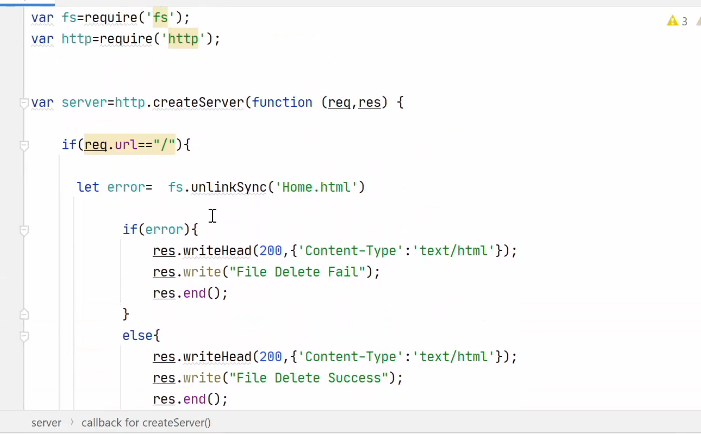 var fs=require('fs');
3
var http=require('http');
var server=http.createServer(function (req,res) {
if(req.url=="/"){
let error=  fs.unlinkSync('Home.html')
if(error){
res.writeHead(200,{'Content-Type':'text/html'});
res.write("File Delete Fail");
res.end();
}
else{
res.writeHead(200,{'Content-Type':'text/html'});
res.write("File Delete Success");
res.end();
server › callback for createServer()